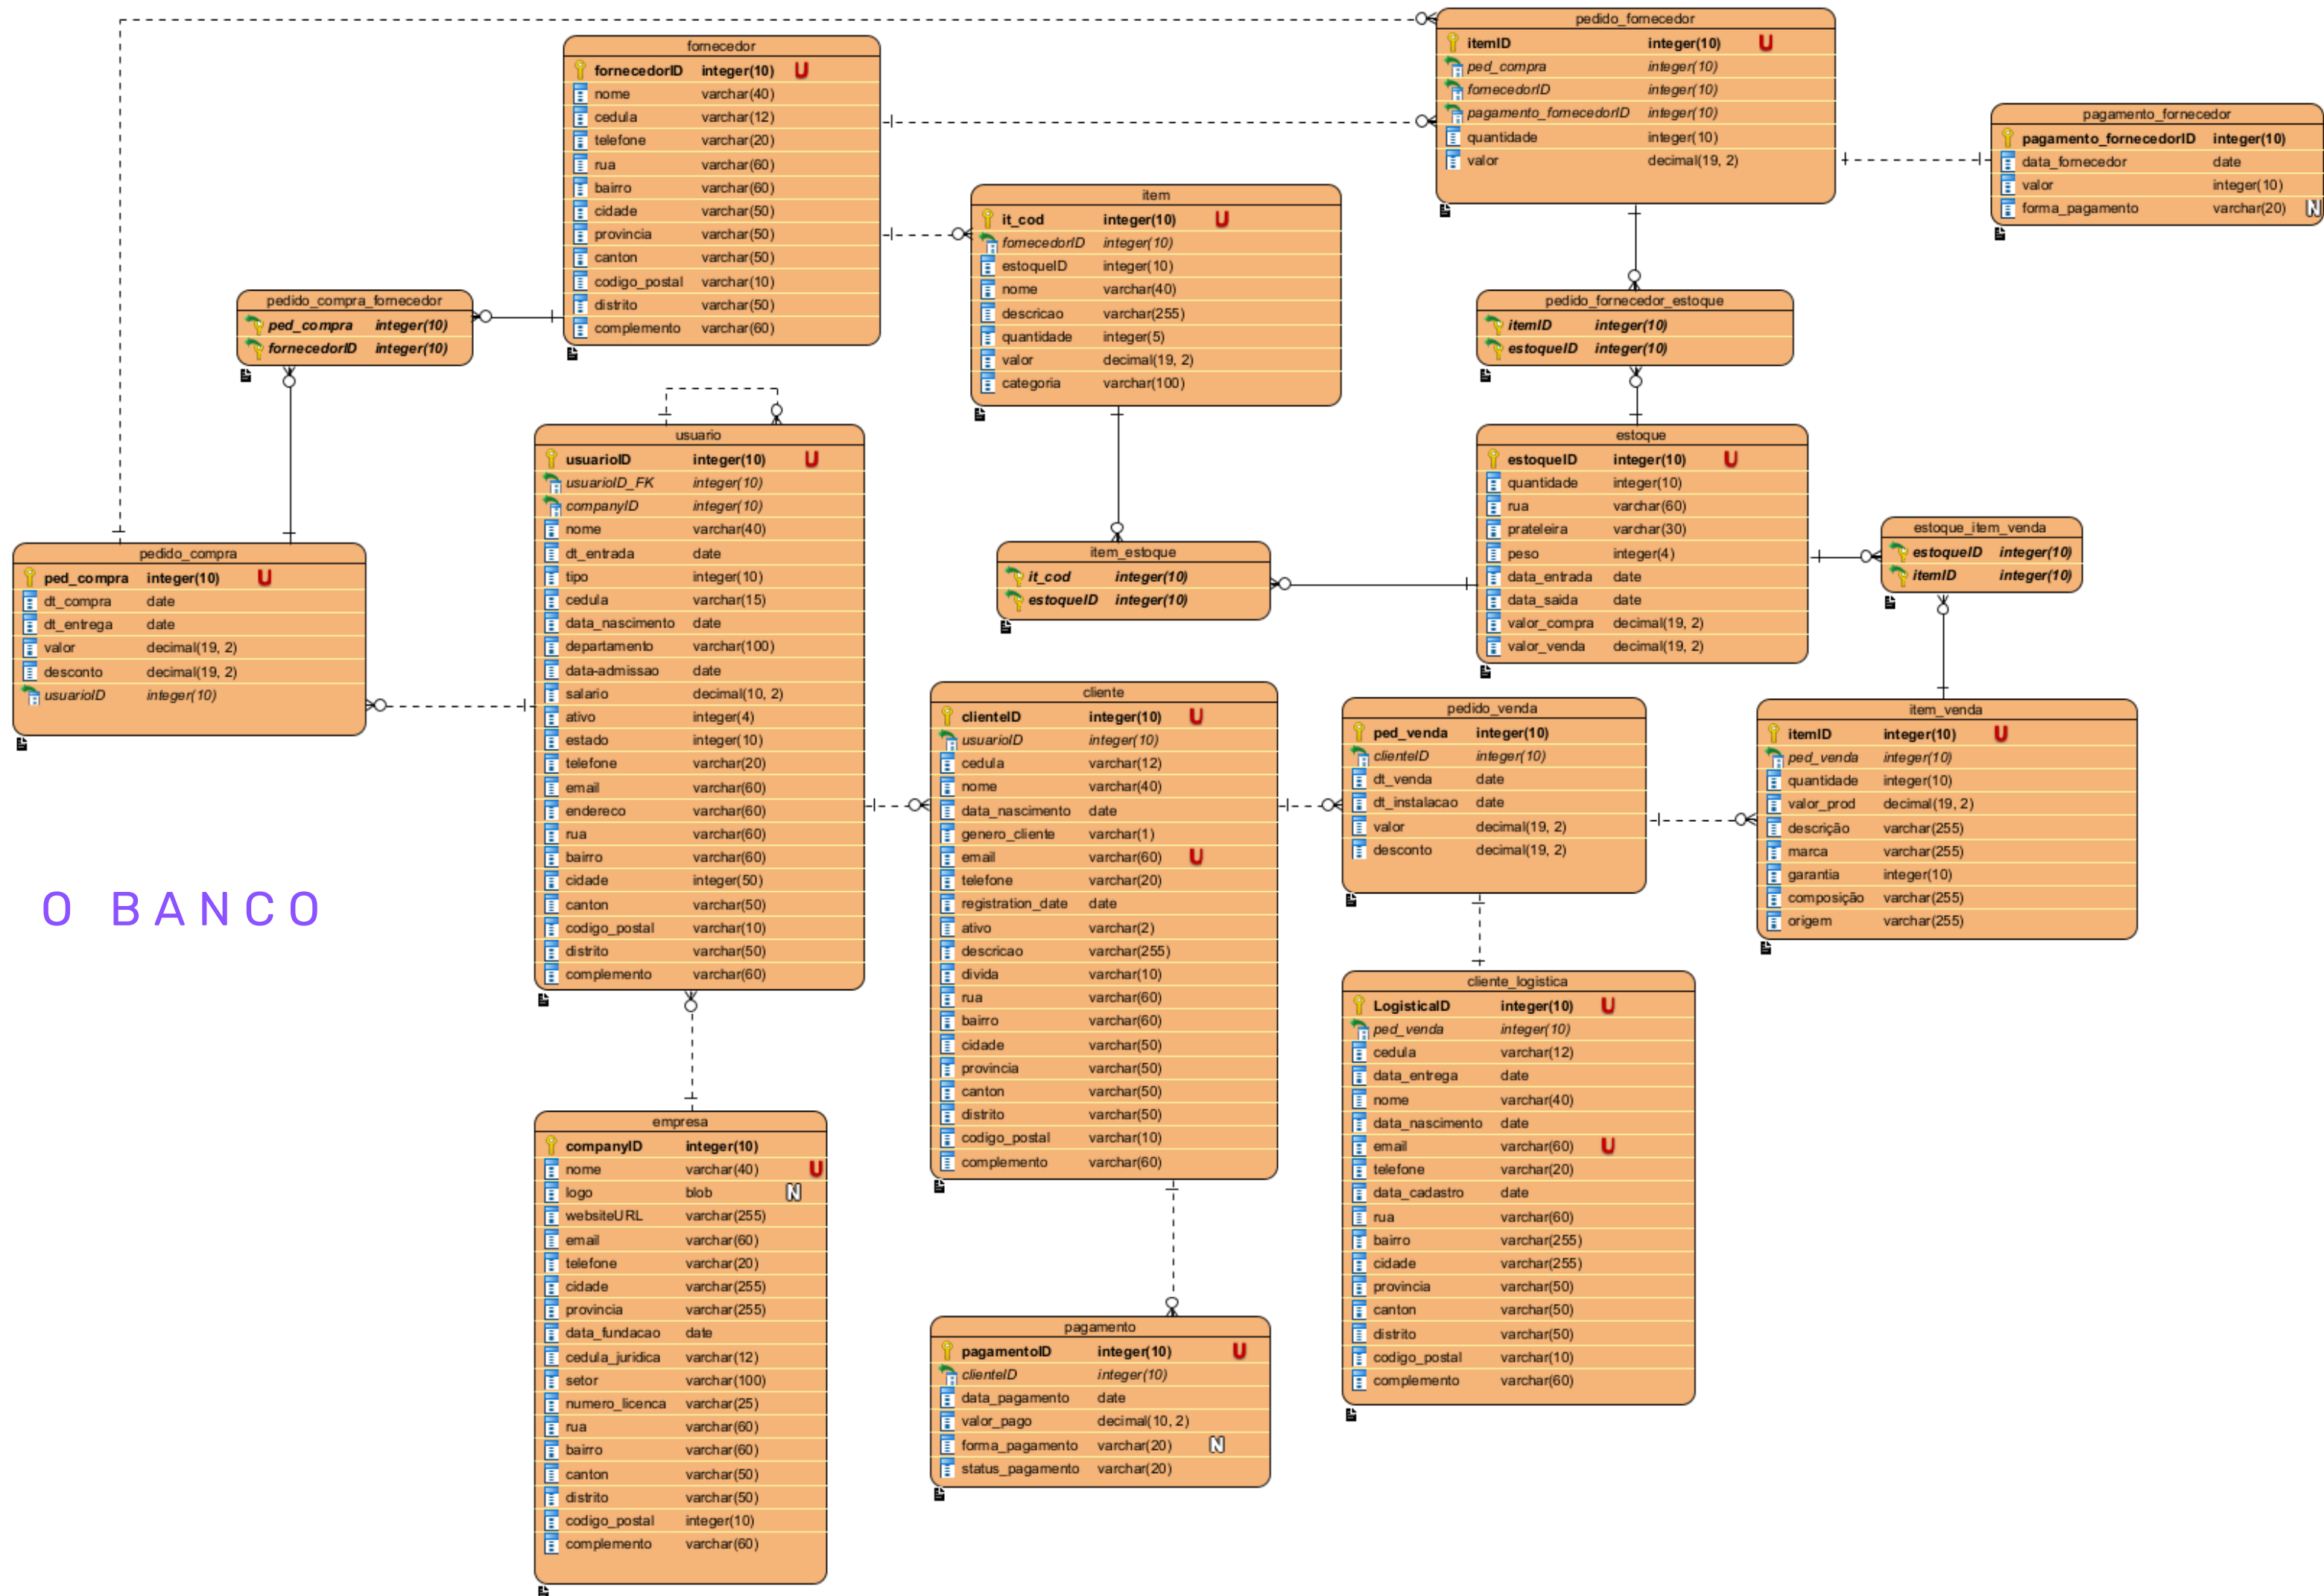 pedido_fornecedor
itemID integer(10) U
ped_compra integer(10)
fornecedorID integer(10)
pagamento_fornecedorID integer(10)
quantidade integer(10)
valor decimal(19, 2)
fornecedor
fornecedorID integer(10) U
nome varchar(40)
cedula varchar(12)
telefone varchar(20)
rua varchar(60)
bairro varchar(60)
cidade varchar(50)
provincia varchar(50)
canton varchar(50)
codigo_postal varchar(10)
distrito varchar(50)
complemento varchar(60)
pagamento_fornecedor
pagamento_fornecedorID integer(10)
data_fornecedor date
valor integer(10)
forma_pagamento varchar(20) N
item
it_cod integer(10) U
fornecedorID integer(10)
estoqueID integer(10)
nome varchar(40)
descricao varchar(255)
quantidade integer(5)
valor decimal(19, 2)
categoria varchar(100)
pedido_compra_fornecedor
ped_compra integer(10)
fornecedorID integer(10)
pedido_fornecedor_estoque
itemID integer(10)
estoqueID integer(10)
usuario
usuarioID integer(10) U
usuarioID_FK integer(10)
companyID integer(10)
nome varchar(40)
dt_entrada date
tipo integer(10)
cedula varchar(15)
data_nascimento date
departamento varchar(100)
data-admissao date
salario decimal(10, 2)
ativo integer(4)
estado integer(10)
telefone varchar(20)
email varchar(60)
endereco varchar(60)
rua varchar(60)
bairro varchar(60)
cidade integer(50)
canton varchar(50)
codigo_postal varchar(10)
distrito varchar(50)
complemento varchar(60)
estoque
estoqueID integer(10) U
quantidade integer(10)
rua varchar(60)
prateleira varchar(30)
peso integer(4)
data_entrada date
data_saida date
valor_compra decimal(19, 2)
valor_venda decimal(19, 2)
estoque_item_venda
estoqueID integer(10)
itemID integer(10)
pedido_compra
ped_compra integer(10) U
dt_compra date
dt_entrega date
valor decimal(19, 2)
desconto decimal(19, 2)
usuarioID integer(10)
item_estoque
it_cod integer(10)
estoqueID integer(10)
cliente
clienteID integer(10) U
usuarioID integer(10)
cedula varchar(12)
nome varchar(40)
data_nascimento date
genero_cliente varchar(1)
email varchar(60) U
telefone varchar(20)
registration_date date
ativo varchar(2)
descricao varchar(255)
divida varchar(10)
rua varchar(60)
bairro varchar(60)
cidade varchar(50)
provincia varchar(50)
canton varchar(50)
distrito varchar(50)
codigo_postal varchar(10)
complemento varchar(60)
pedido_venda
ped_venda integer(10)
clienteID integer(10)
dt_venda date
dt_instalacao date
valor decimal(19, 2)
desconto decimal(19, 2)
item_venda
itemID integer(10) U
ped_venda integer(10)
quantidade integer(10)
valor_prod decimal(19, 2)
descrição varchar(255)
marca varchar(255)
garantia integer(10)
composição varchar(255)
origem varchar(255)
O BANCO
cliente_logistica
LogisticaID integer(10) U
ped_venda integer(10)
cedula varchar(12)
data_entrega date
nome varchar(40)
data_nascimento date
email varchar(60) U
telefone varchar(20)
data_cadastro date
rua varchar(60)
bairro varchar(255)
cidade varchar(255)
provincia varchar(50)
canton varchar(50)
distrito varchar(50)
codigo_postal varchar(10)
complemento varchar(60)
empresa
companyID integer(10)
nome varchar(40) U
logo blob N
websiteURL varchar(255)
email varchar(60)
telefone varchar(20)
cidade varchar(255)
provincia varchar(255)
data_fundacao date
cedula_juridica varchar(12)
setor varchar(100)
numero_licenca varchar(25)
rua varchar(60)
bairro varchar(60)
canton varchar(50)
distrito varchar(50)
codigo_postal integer(10)
complemento varchar(60)
pagamento
pagamentoID integer(10) U
clienteID integer(10)
data_pagamento date
valor_pago decimal(10, 2)
forma_pagamento varchar(20) N
status_pagamento varchar(20)